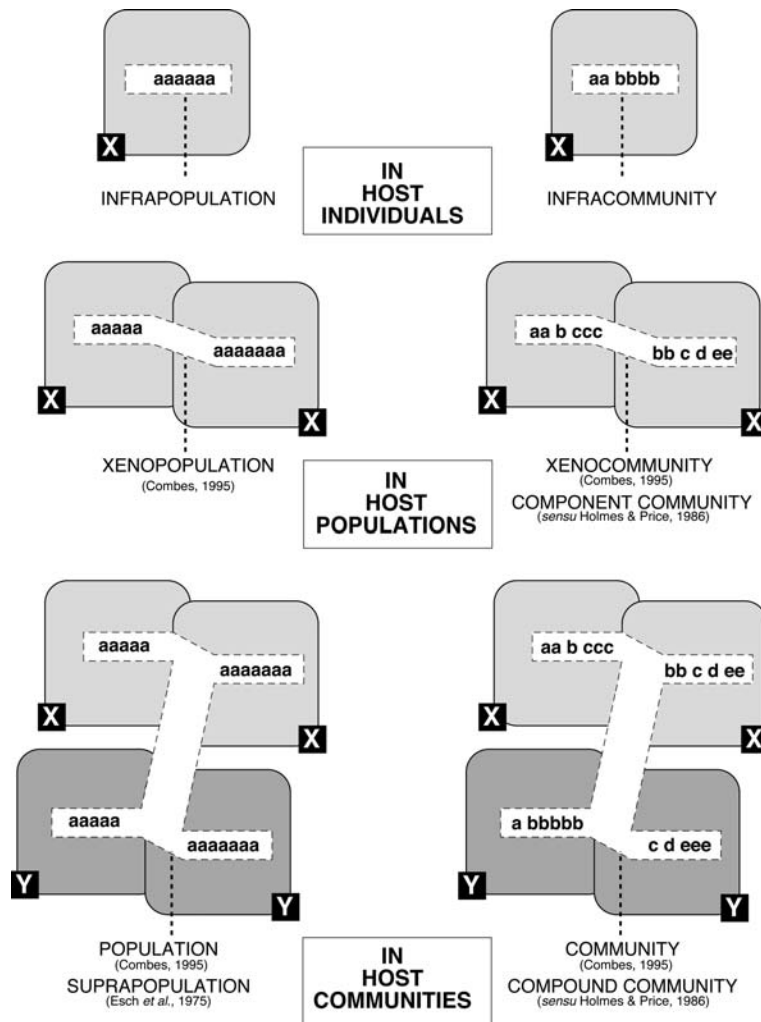 aaaaaa
X
INFRAPOPULATION
aa bbbb
X
INFRACOMMUNITY
IN
HOST
INDIVIDUALS
aaaaa
aaaaaaa
X
X
XENOPOPULATION
(Combes, 1995)
aa b ccc
bb c d ee
X
X
XENOCOMMUNITY
(Combes, 1995)
COMPONENT COMMUNITY
(sensu Holmes & Price, 1986)
IN
HOST
POPULATIONS
aaaaa
aaaaaaa
X
X
aaaaa
aaaaaaa
Y
Y
POPULATION
(Combes, 1995)
SUPRAPOPULATION
(Esch et al., 1975)
aa b ccc
bb c d ee
X
X
a bbbbb
c d eee
Y
Y
COMMUNITY
(Combes, 1995)
COMPOUND COMMUNITY
(sensu Holmes & Price, 1986)
IN
HOST
COMMUNITIES